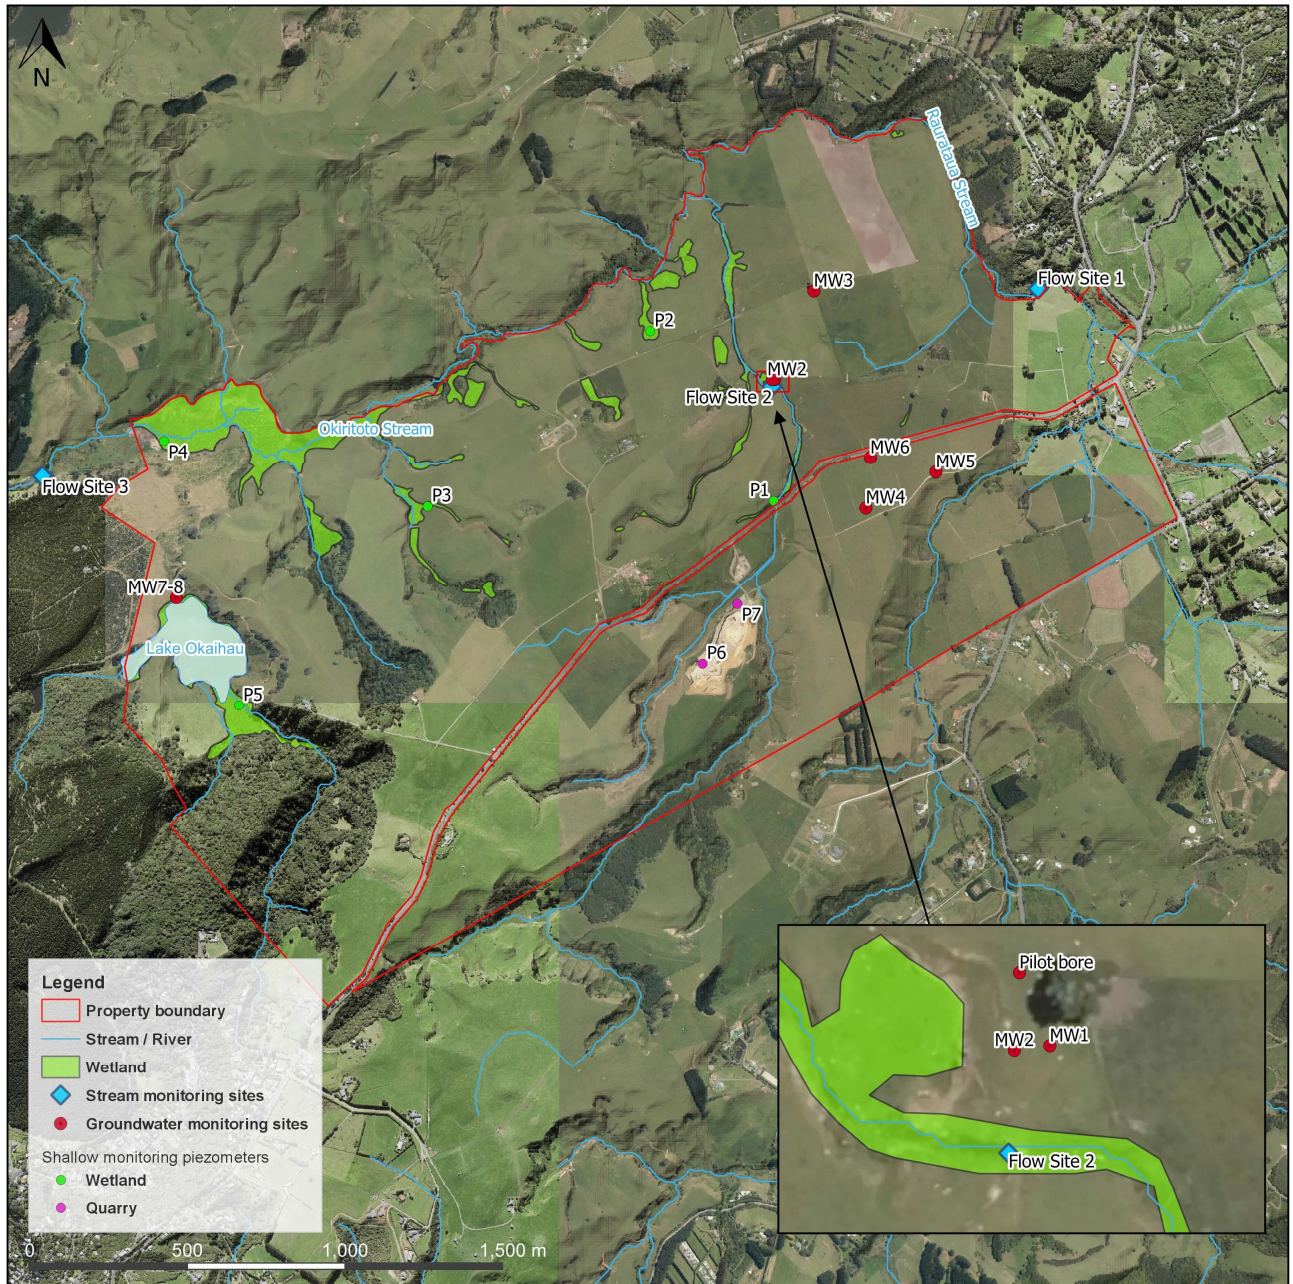 N
Raurataua Stream
Flow Site 1
MW3
P2
MW2
Flow Site 2
Okiritoto Stream
P4
MW6
MW5
Flow Site 3
P3
P1
MW4
MW7-8
P7
Lake Okaihau
P6
P5
Pilot bore
MW2
MW1
Flow Site 2
Legend
Property boundary
Stream / River
Wetland
Stream monitoring sites
Groundwater monitoring sites
Shallow monitoring piezometers
Wetland
Quarry
0 500 1,000 1,500 m